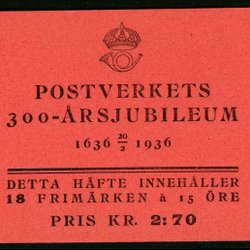 POSTVERKETS
300-ÅRSJUBILEUM
1636 20/2 1936
DETTA HÄFTE INNEHÅLLER
18 FRIMÄRKEN à 15 ÖRE
PRIS KR. 2:70